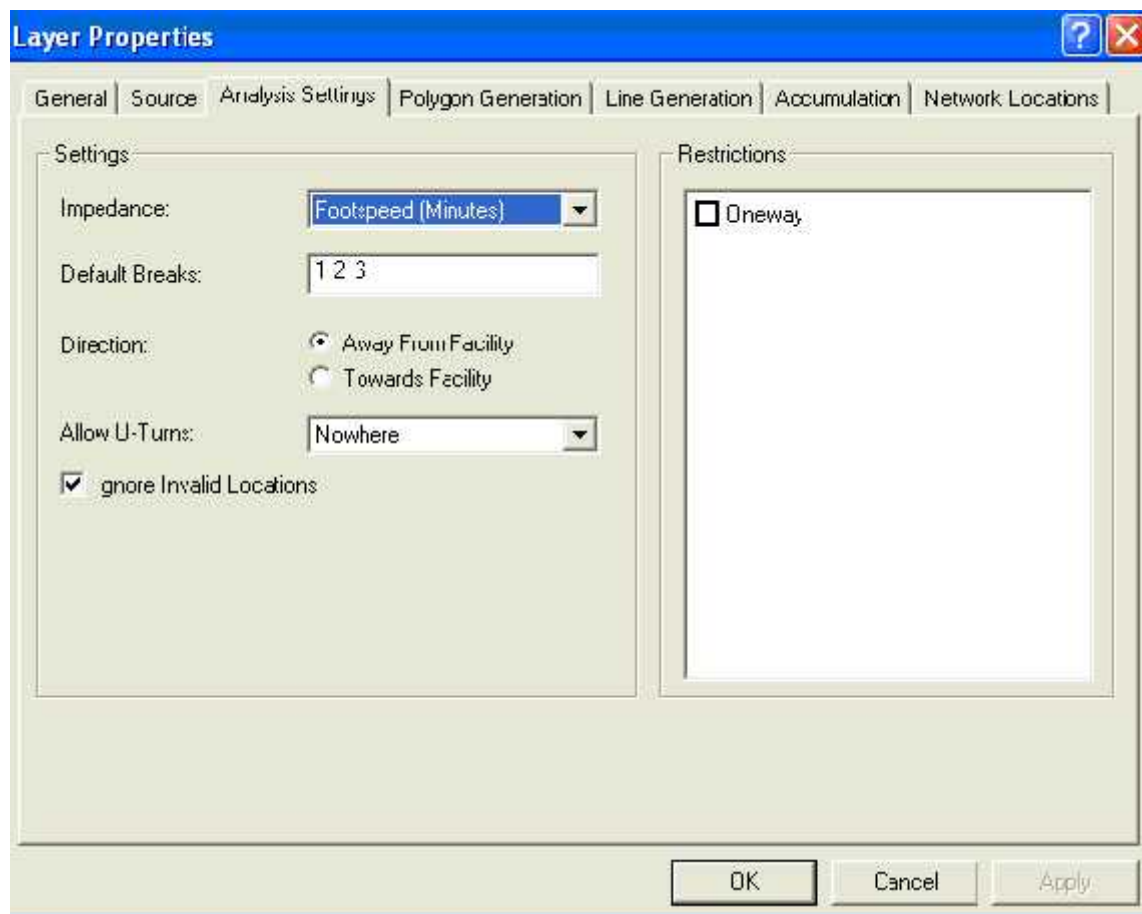 Layer Properties
General Source Analysis Settings Polygon Generation Line Generation Accumulation Network Locations
Settings
Impedance: Footspeed (Minutes)
Default Breaks: 1 2 3
Direction: Away From Facility
Towards Facility
Allow U-Turns: Nowhere
gnore Invalid Locations
Restrictions
Oneway
OK Cancel Apply